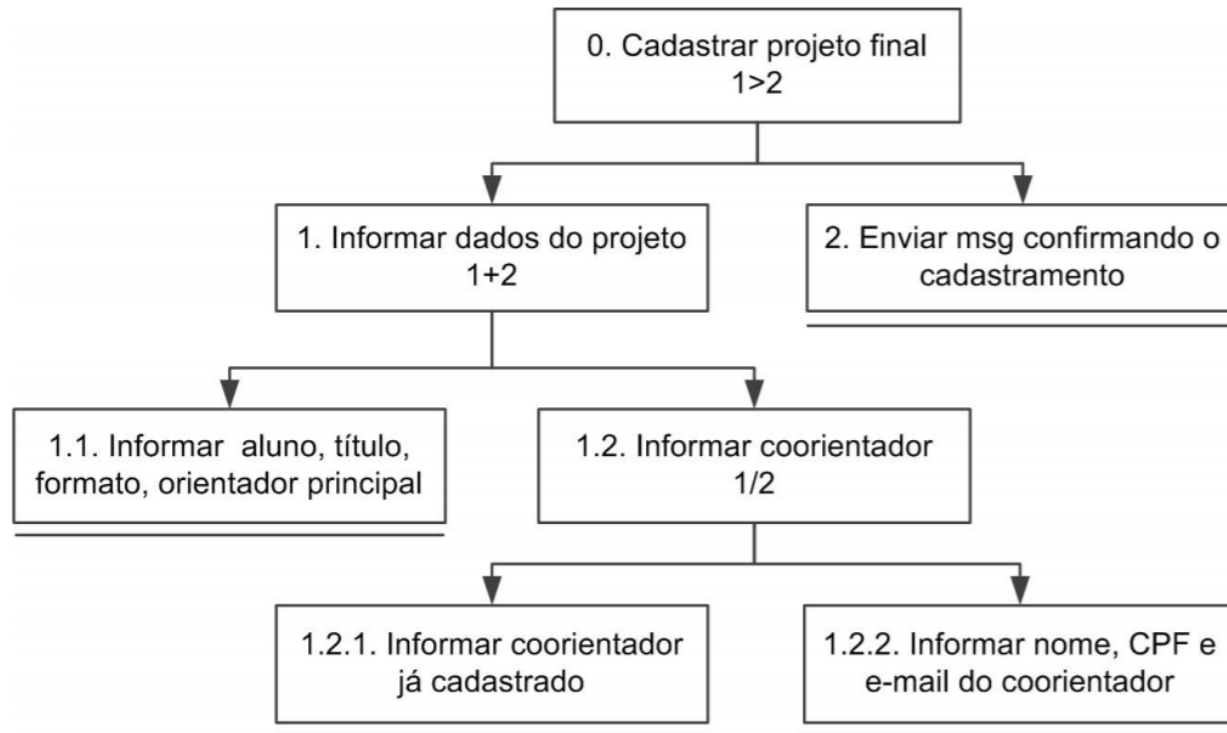 0. Cadastrar projeto final
1>2
1. Informar dados do projeto
1+2
2. Enviar msg confirmando o
cadastramento
1.1. Informar aluno, título,
formato, orientador principal
1.2. Informar coorientador
1/2
1.2.1. Informar coorientador
já cadastrado
1.2.2. Informar nome, CPF e
e-mail do coorientador